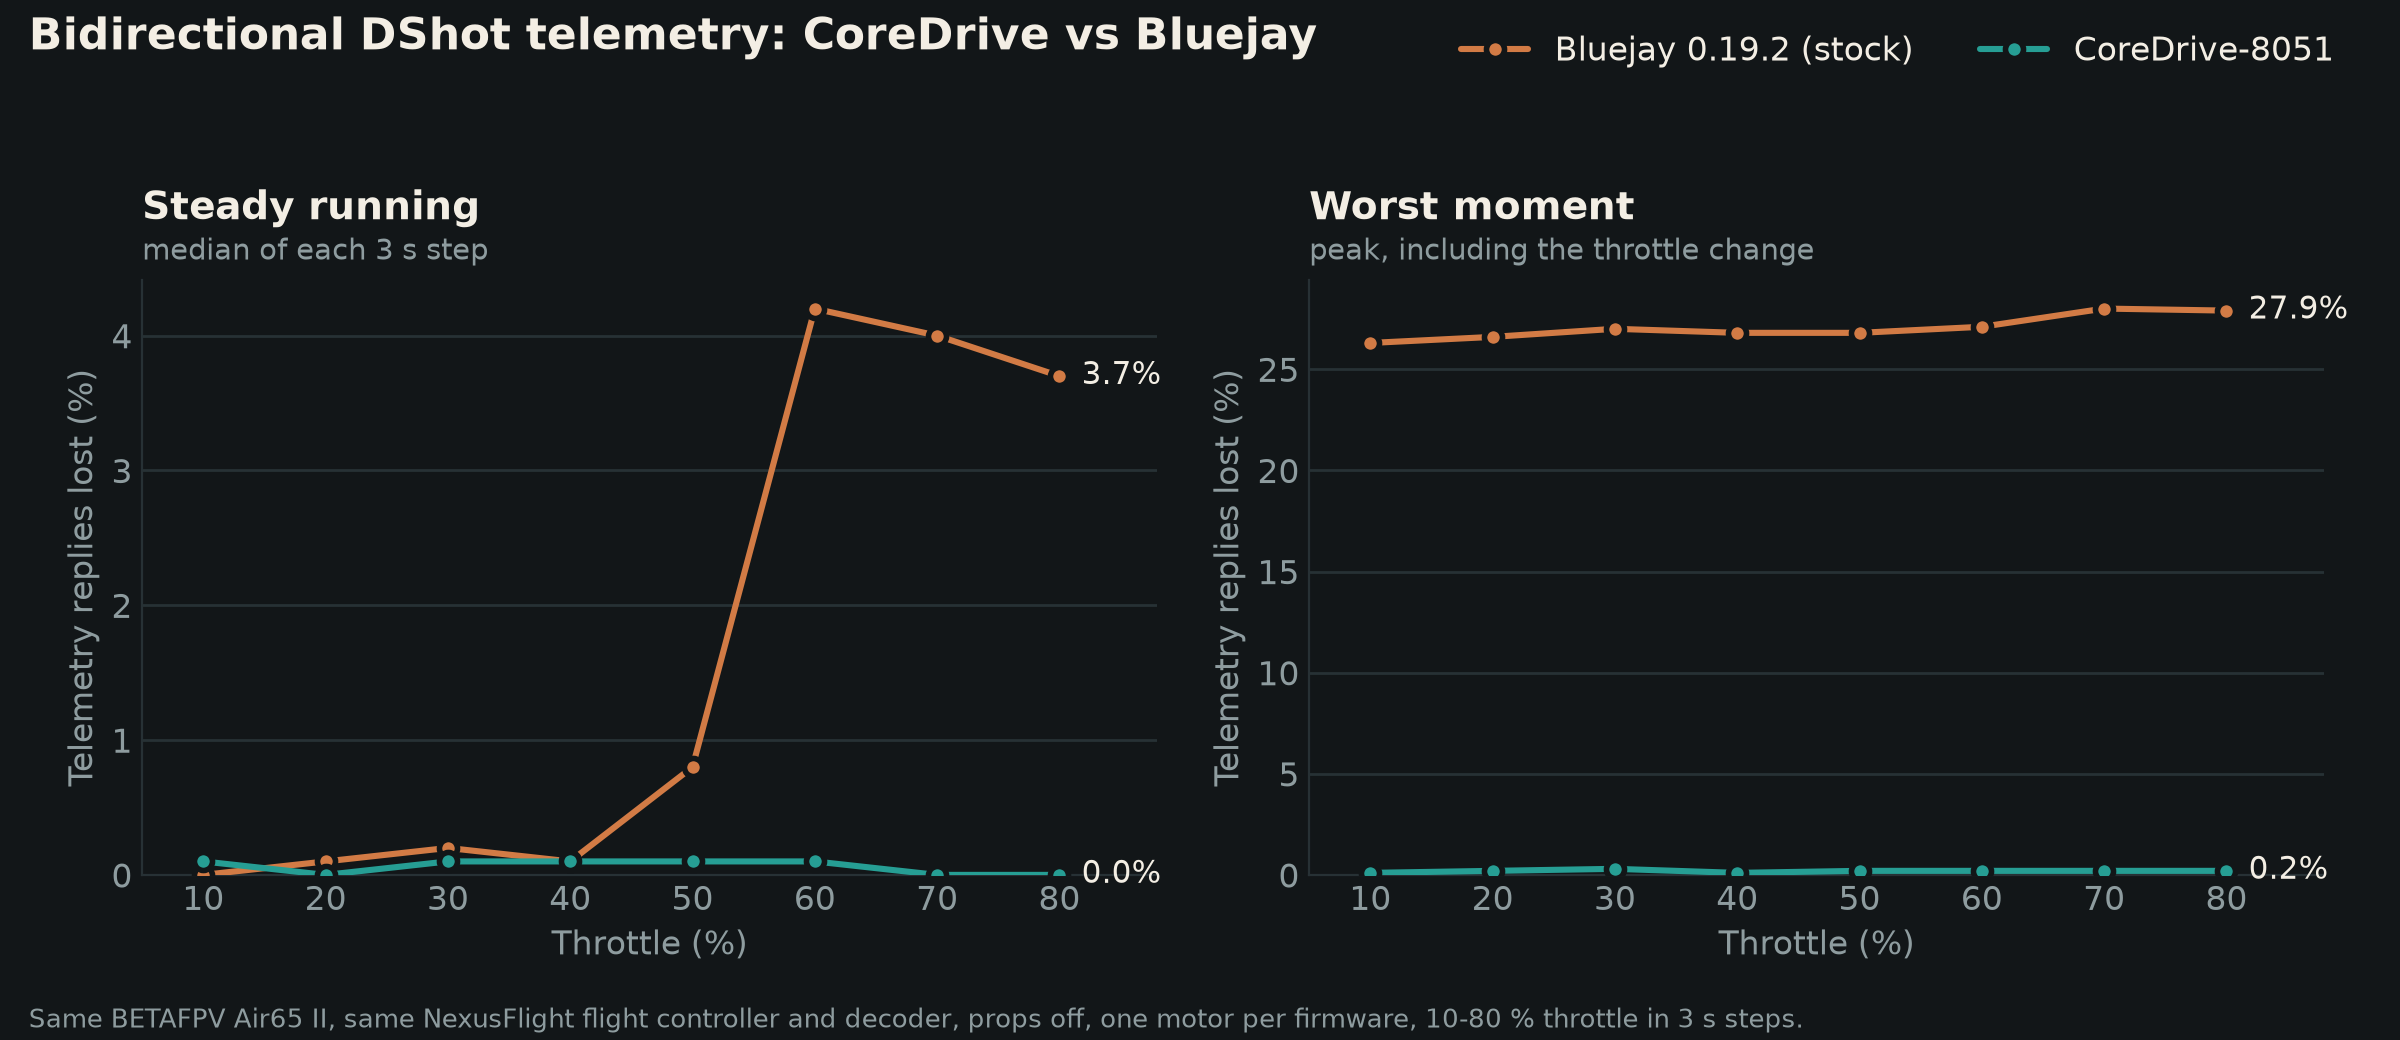 Bidirectional DShot telemetry: CoreDrive vs Bluejay
Bluejay 0.19.2 (stock)
CoreDrive-8051
Steady running
median of each 3 s step
Telemetry replies lost (%)
4
3
2
1
0
3.7%
0.0%
10 20 30 40 50 60 70 80
Throttle (%)
Worst moment
peak, including the throttle change
Telemetry replies lost (%)
25
20
15
10
5
0
27.9%
0.2%
10 20 30 40 50 60 70 80
Throttle (%)
Same BETAFPV Air65 II, same NexusFlight flight controller and decoder, props off, one motor per firmware, 10-80 % throttle in 3 s steps.